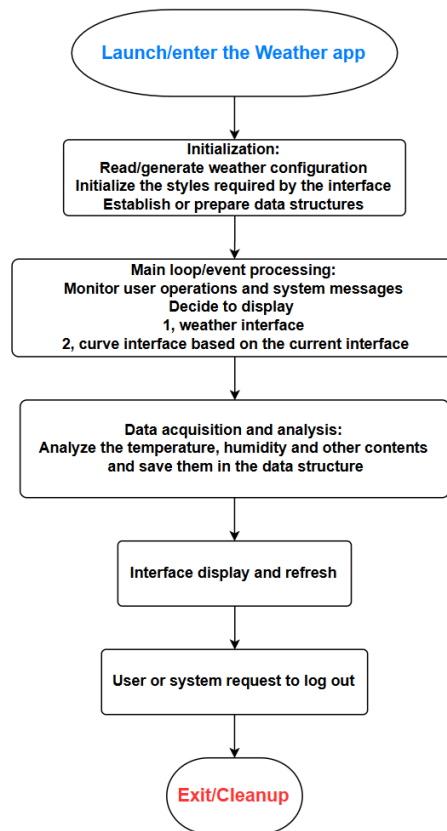 Launch/enter the Weather app
Initialization:
Read/generate weather configuration
Initialize the styles required by the interface
Establish or prepare data structures
Main loop/event processing:
Monitor user operations and system messages
Decide to display
1, weather interface
2, curve interface based on the current interface
Data acquisition and analysis:
Analyze the temperature, humidity and other contents
and save them in the data structure
Interface display and refresh
User or system request to log out
Exit/Cleanup